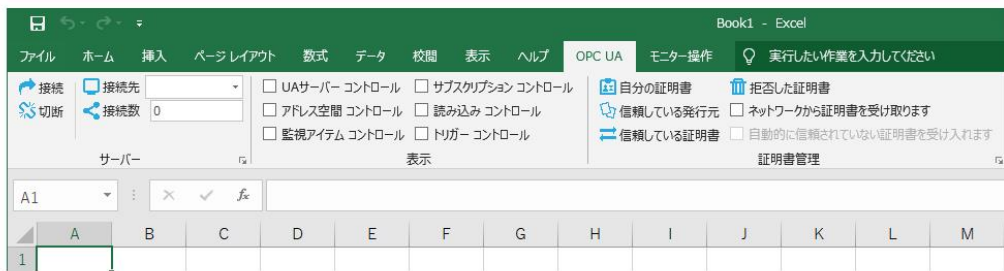 Book1 - Excel
ファイル ホーム 挿入 ページ レイアウト 数式 データ 校閲 表示 ヘルプ OPC UA モニター操作 実行したい作業を入力してください
接続 接続先 UAサーバー コントロール サブスクリプション コントロール 自分の証明書 拒否した証明書
切断 接続数 0 アドレス空間 コントロール 読み込み コントロール 信頼している発行元 ネットワークから証明書を受け取ります
監視アイテム コントロール トリガー コントロール 信頼している証明書 自動的に信頼されていない証明書を受け入れます
サーバー 表示 証明書管理
A1 fx
A B C D E F G H I J K L M
1